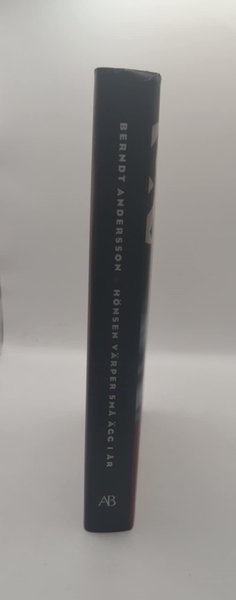 BERNDT ANDERSSON HÖNSEN VÄRPER SMÅ ÄGG I ÅR
AB